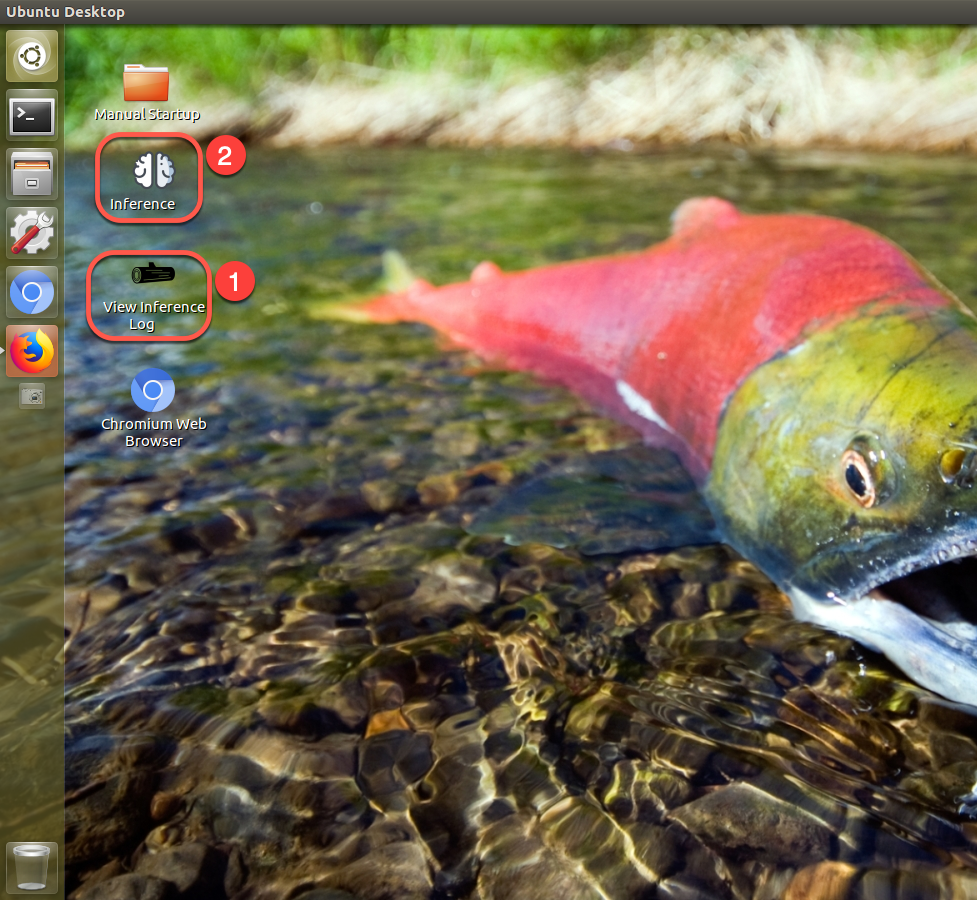 Ubuntu Desktop
Manual Startup
2
Inference
1
View Inference
Log
Chromium Web
Browser